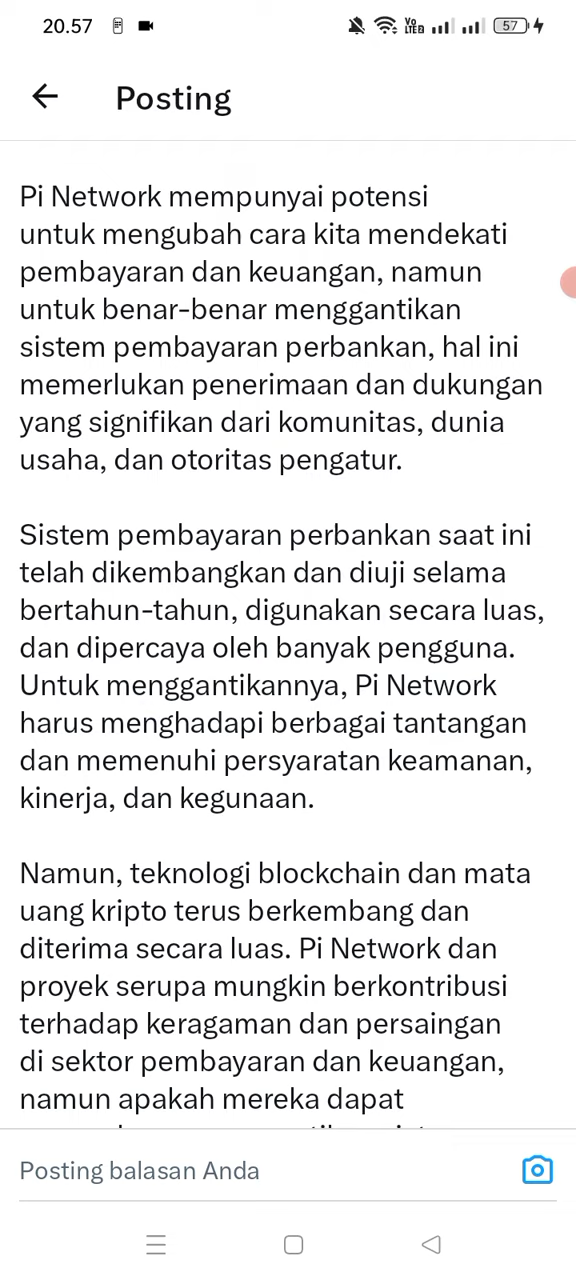 20.57
Vo
LTE2
57
Posting
Pi Network mempunyai potensi
untuk mengubah cara kita mendekati
pembayaran dan keuangan, namun
untuk benar-benar menggantikan
sistem pembayaran perbankan, hal ini
memerlukan penerimaan dan dukungan
yang signifikan dari komunitas, dunia
usaha, dan otoritas pengatur.
Sistem pembayaran perbankan saat ini
telah dikembangkan dan diuji selama
bertahun-tahun, digunakan secara luas,
dan dipercaya oleh banyak pengguna.
Untuk menggantikannya, Pi Network
harus menghadapi berbagai tantangan
dan memenuhi persyaratan keamanan,
kinerja, dan kegunaan.
Namun, teknologi blockchain dan mata
uang kripto terus berkembang dan
diterima secara luas. Pi Network dan
proyek serupa mungkin berkontribusi
terhadap keragaman dan persaingan
di sektor pembayaran dan keuangan,
namun apakah mereka dapat
Posting balasan Anda